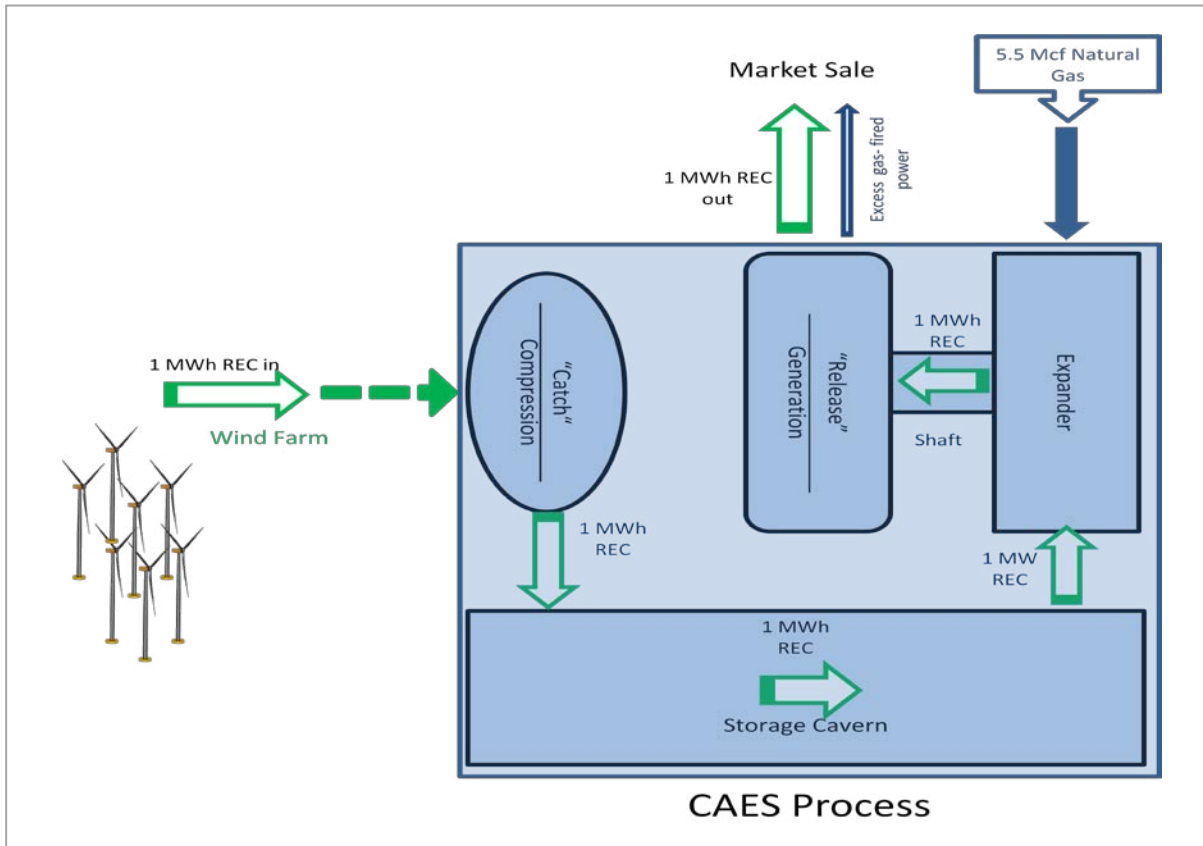 Market Sale
5.5 Mcf Natural
Gas
1 MWh REC
out
Excess gas- fired
power
1 MWh REC in
Wind Farm
"Catch"
Compression
"Release"
Generation
1 MWh
REC
Shaft
Expander
1 MWh
REC
1 MW
REC
1 MWh
REC
Storage Cavern
CAES Process